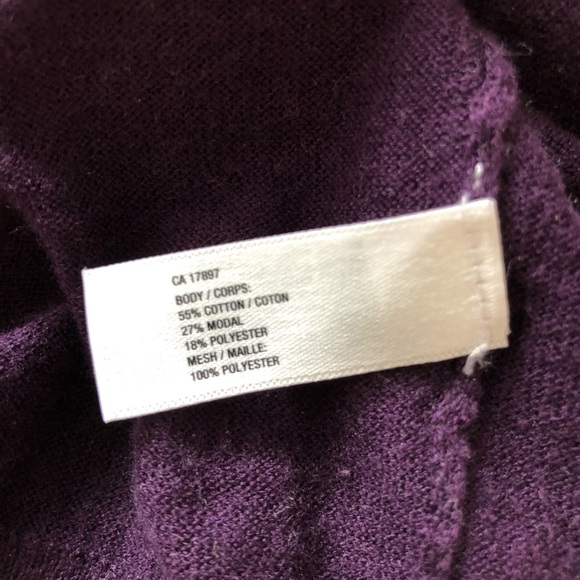 CA 17897
BODY / CORPS:
55% COTTON / COTON
27% MODAL
18% POLYESTER
MESH / MAILLE:
100% POLYESTER